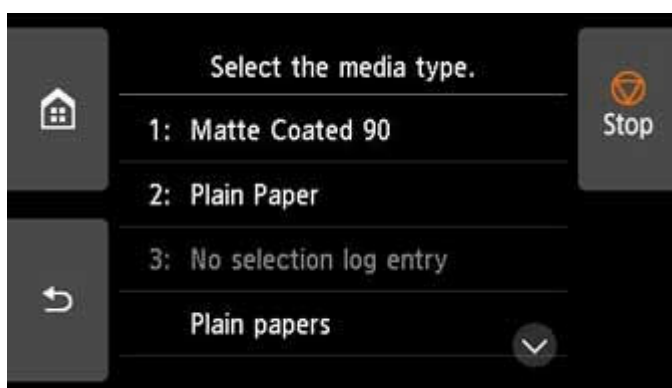 Select the media type.
1: Matte Coated 90
Stop
2: Plain Paper
3: No selection log entry
Plain papers